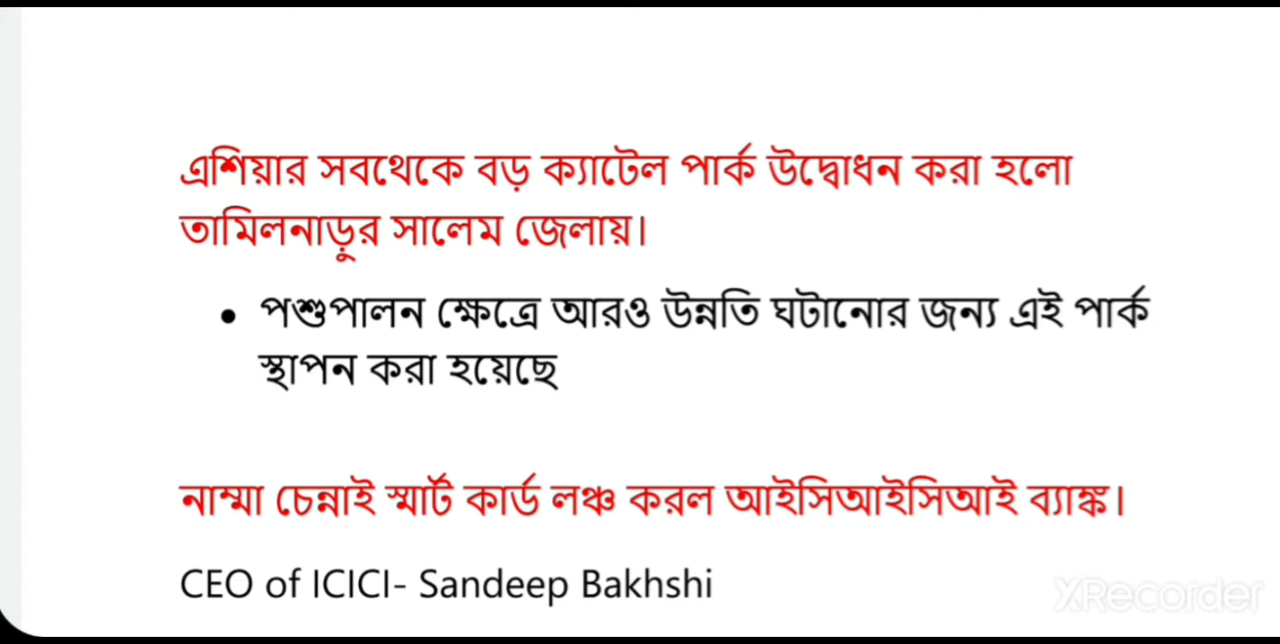 এশিয়ার সবথেকে বড় ক্যাটেল পার্ক উদ্বোধন করা হলো
তামিলনাড়ুর সালেম জেলায়।
• পশুপালন ক্ষেত্রে আরও উন্নতি ঘটানোর জন্য এই পার্ক
স্থাপন করা হয়েছে
নাম্মা চেন্নাই স্মার্ট কার্ড লঞ্চ করল আইসিআইসিআই ব্যাঙ্ক।
CEO of ICICI- Sandeep Bakhshi
XRecorder